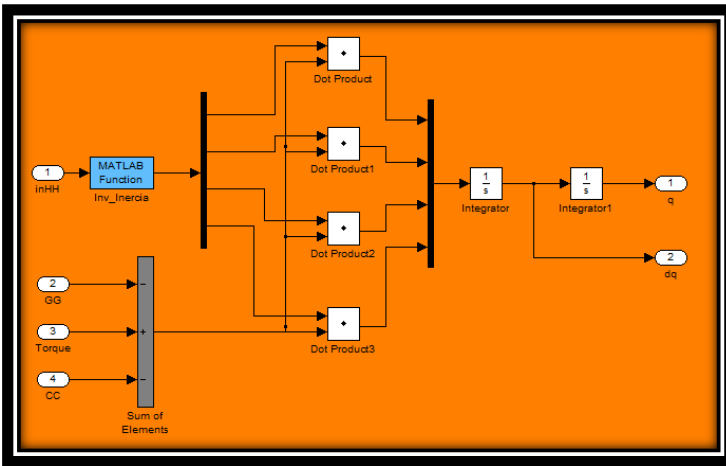 Dot Product
1
inHH
MATLAB
Function
Inv_Inercia
Dot Product1
1
s
Integrator
1
s
Integrator1
1
q
Dot Product2
2
dq
2
GG
3
Torque
4
CC
Dot Product3
Sum of
Elements
−
+
−